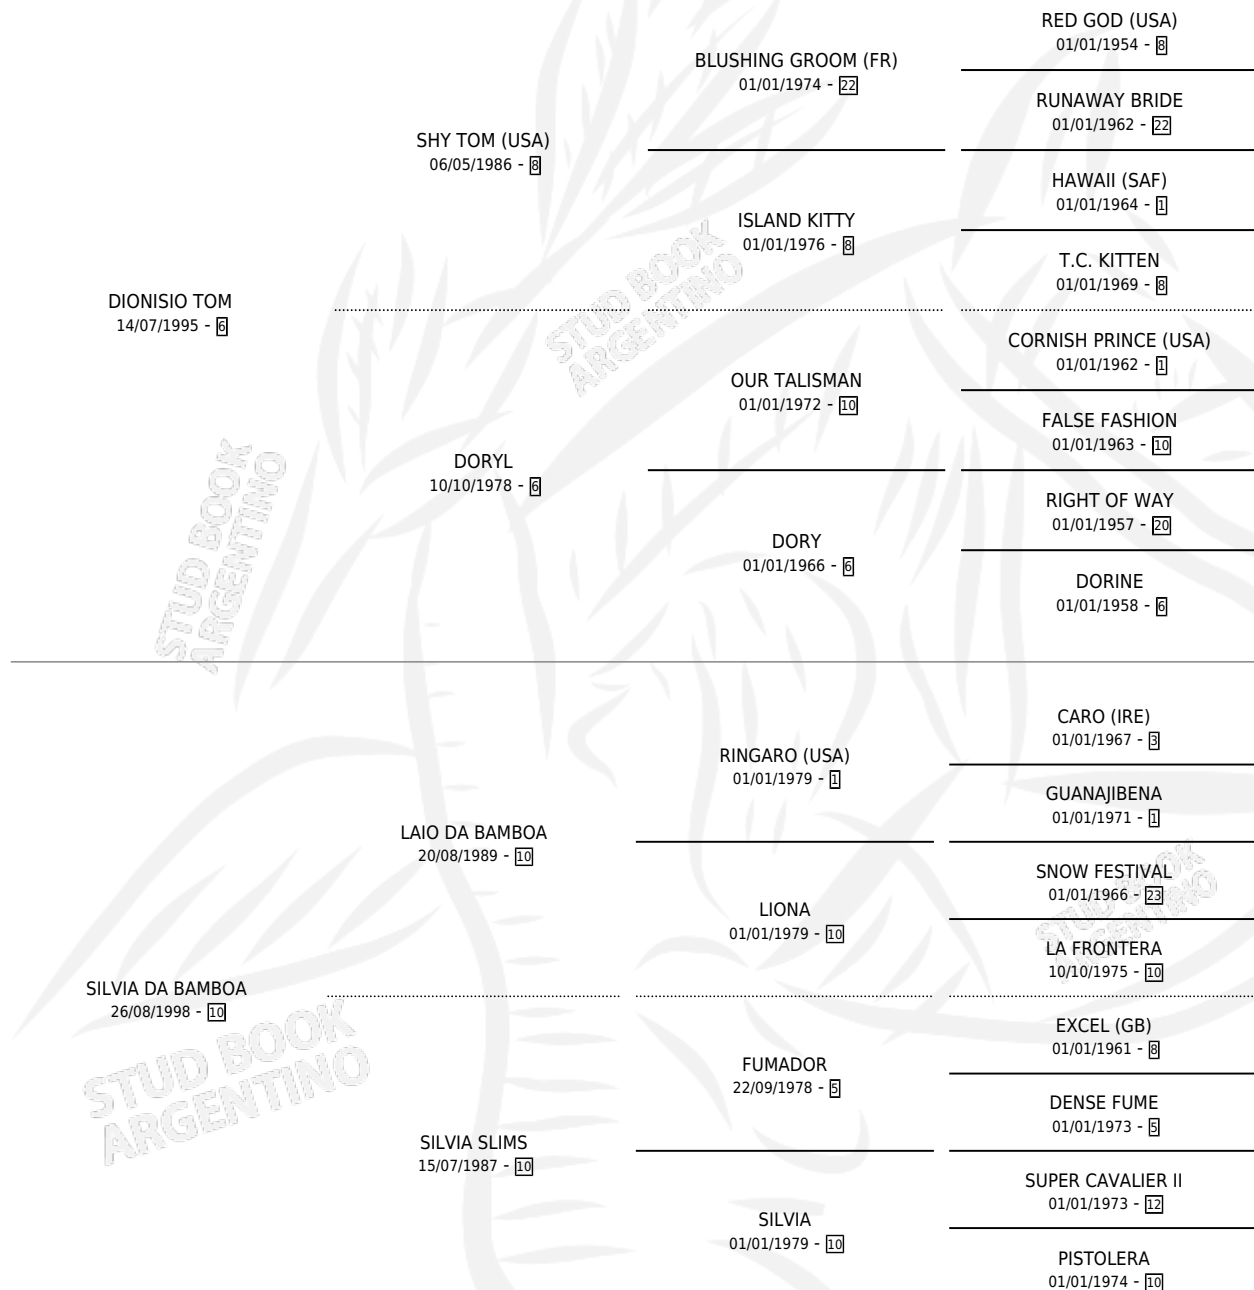 RED GOD (USA)
01/01/1954 - 8
BLUSHING GROOM (FR)
01/01/1974 - 22
RUNAWAY BRIDE
01/01/1962 - 22
SHY TOM (USA)
06/05/1986 - 8
HAWAII (SAF)
01/01/1964 - 1
ISLAND KITTY
01/01/1976 - 8
T.C. KITTEN
01/01/1969 - 8
DIONISIO TOM
14/07/1995 - 6
CORNISH PRINCE (USA)
01/01/1962 - 1
OUR TALISMAN
01/01/1972 - 10
FALSE FASHION
01/01/1963 - 10
DORYL
10/10/1978 - 6
RIGHT OF WAY
01/01/1957 - 20
DORY
01/01/1966 - 6
DORINE
01/01/1958 - 6
CARO (IRE)
01/01/1967 - 3
RINGARO (USA)
01/01/1979 - 1
GUANAJIBENA
01/01/1971 - 1
LAIO DA BAMBOA
20/08/1989 - 10
SNOW FESTIVAL
01/01/1966 - 23
LIONA
01/01/1979 - 10
LA FRONTERA
10/10/1975 - 10
SILVIA DA BAMBOA
26/08/1998 - 10
EXCEL (GB)
01/01/1961 - 8
FUMADOR
22/09/1978 - 5
DENSE FUME
01/01/1973 - 5
SILVIA SLIMS
15/07/1987 - 10
SUPER CAVALIER II
01/01/1973 - 12
SILVIA
01/01/1979 - 10
PISTOLERA
01/01/1974 - 10
STUD BOOK
ARGENTINO
STUD BOOK
ARGENTINO
STUD BOOK
ARGENTINO
STUD BOOK
ARGENTINO